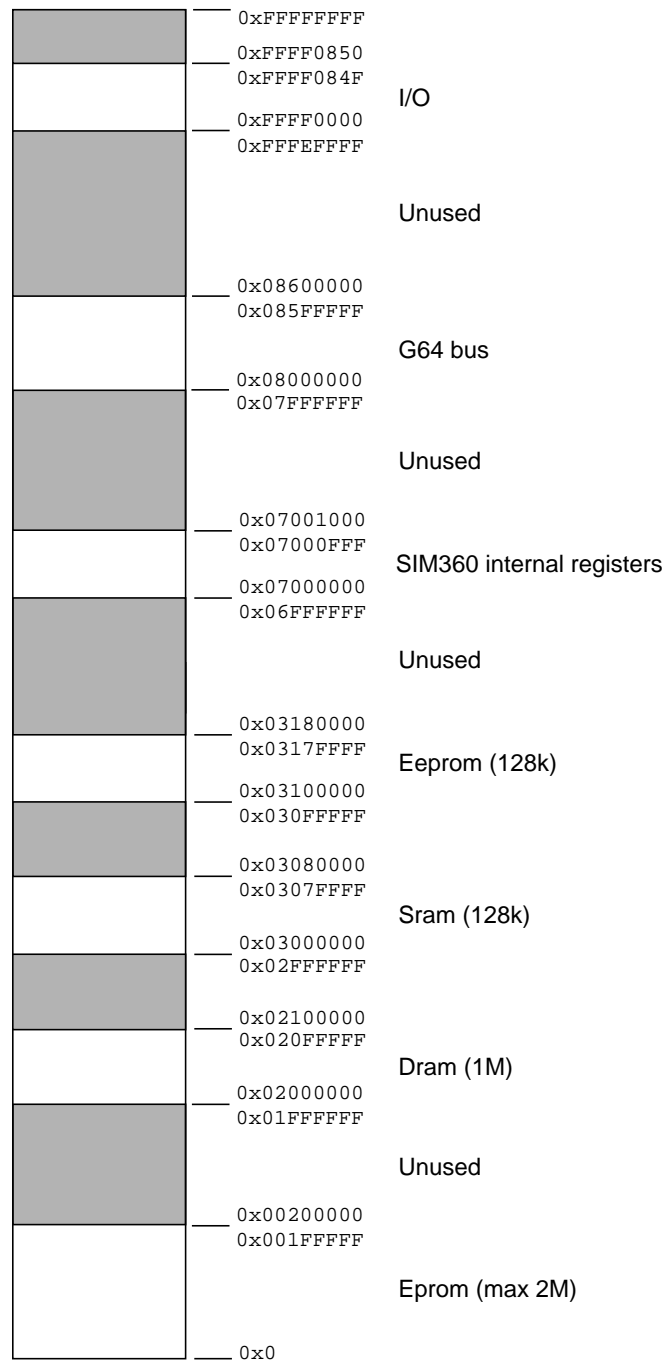 0xFFFFFFFF
0xFFFF0850
0xFFFF084F
I/O
0xFFFF0000
0xFFFEFFFF
Unused
0x08600000
0x085FFFFF
G64 bus
0x08000000
0x07FFFFFF
Unused
0x07001000
0x07000FFF
SIM360 internal registers
0x07000000
0x06FFFFFF
Unused
0x03180000
0x0317FFFF
Eeprom (128k)
0x03100000
0x030FFFFF
0x03080000
0x0307FFFF
Sram (128k)
0x03000000
0x02FFFFFF
0x02100000
0x020FFFFF
Dram (1M)
0x02000000
0x01FFFFFF
Unused
0x00200000
0x001FFFFF
Eprom (max 2M)
0x0